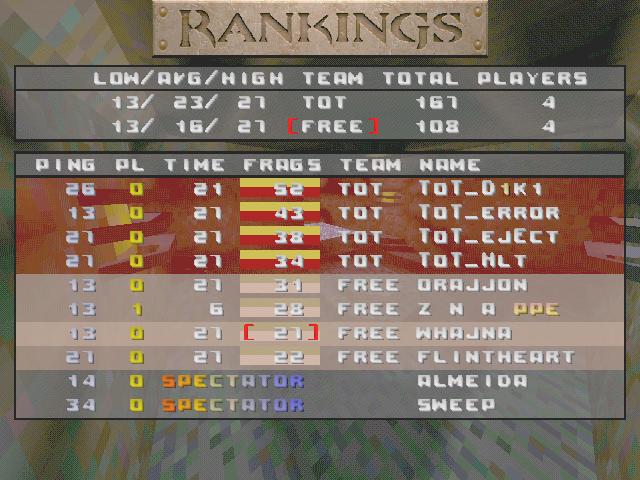 RANKINGS
LOW/AVG/HIGH TEAM TOTAL PLAYERS
13/ 23/ 27 TOT 167 4
13/ 16/ 27 [FREE] 108 4
PING PL TIME FRAGS TEAM NAME
26 0 21 52 TOT ToT_D1K1
13 0 27 43 TOT ToT_ERROR
27 0 27 38 TOT ToT_eJECT
27 0 27 34 TOT ToT_HLT
13 0 27 31 FREE ORAJJON
13 1 6 28 FREE Z N A PPE
13 0 27 [ 27] FREE WHAJNA
27 0 27 22 FREE FLINTHEART
14 0 SPECTATOR ALMEIDA
34 0 SPECTATOR SWEEP